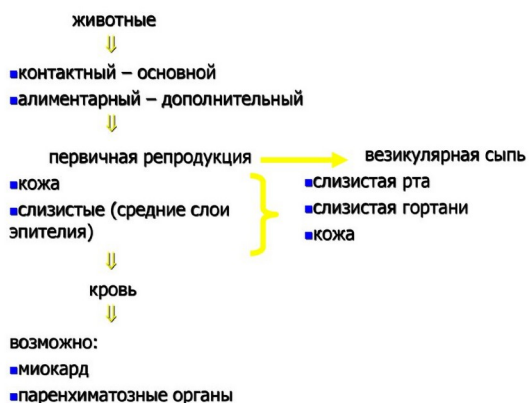 животные
⇓
▪контактный – основной
▪алиментарный – дополнительный
⇓
первичная репродукция
▪кожа
▪слизистые (средние слои
эпителия)
везикулярная сыпь
▪слизистая рта
▪слизистая гортани
▪кожа
⇓
кровь
⇓
возможно:
▪миокард
▪паренхиматозные органы